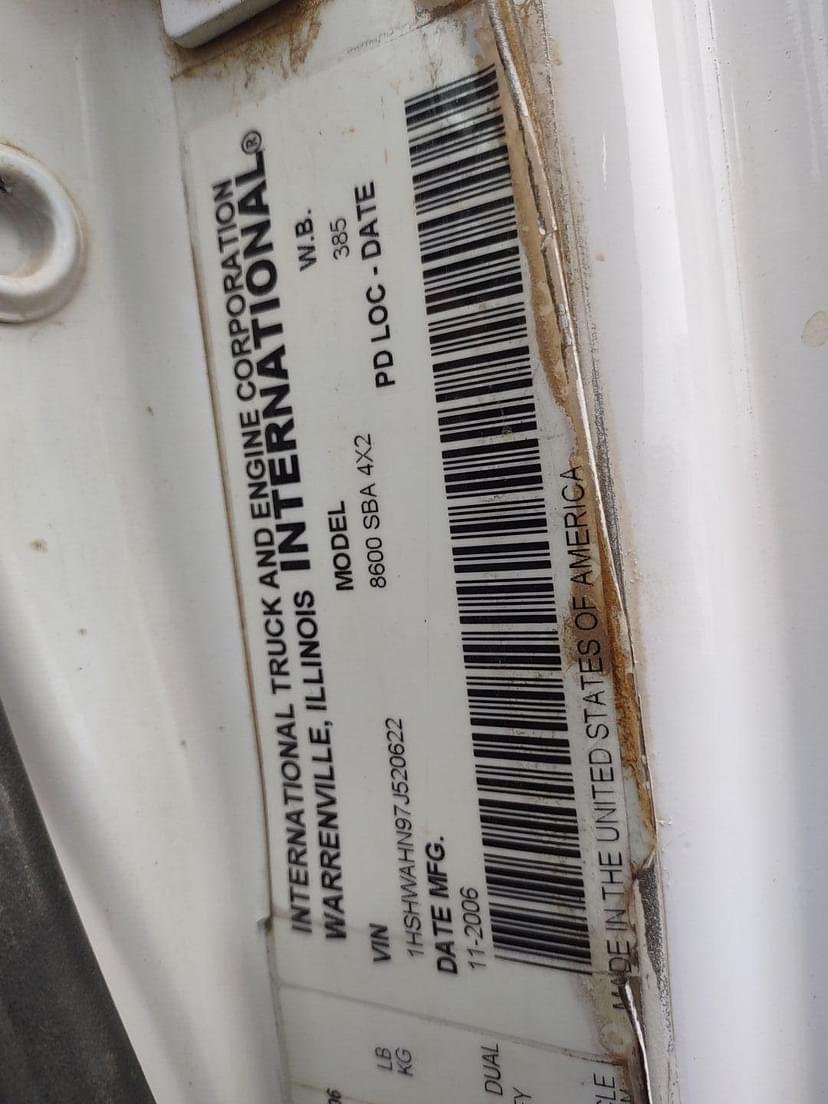 INTERNATIONAL TRUCK AND ENGINE CORPORATION
WARRENVILLE, ILLINOIS INTERNATIONAL®
VIN MODEL W.B.
1HSHWAHN97J520622 8600 SBA 4X2 385
DATE MFG. PD LOC - DATE
11-2006
MADE IN THE UNITED STATES OF AMERICA
LB
KG
DUAL